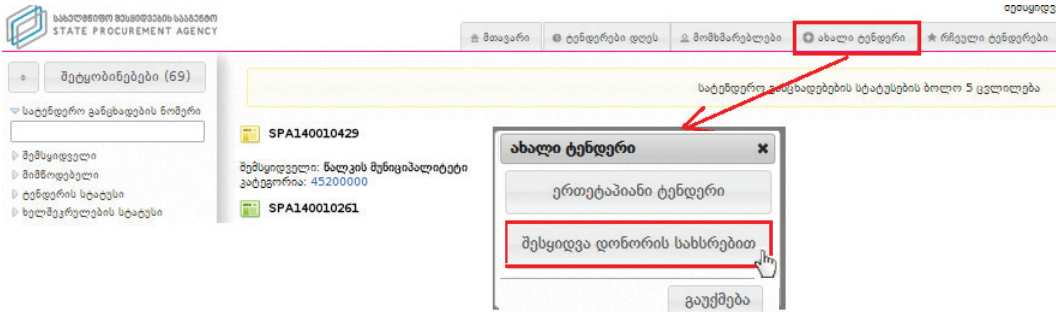 სახელმწიფო შესყიდვების სააგენტო
STATE PROCUREMENT AGENCY
მთავარი
ტენდერები დღეს
მომხმარებლები
ახალი ტენდერი
რჩეული ტენდერები
შეტყობინებები (69)
სატენდერო განცხადებების სტატუსების ბოლო 5 ცვლილება
სატენდერო განცხადების ნომერი
შემსყიდველი
მიმწოდებელი
ტენდერის სტატუსი
ხელშეკრულების სტატუსი
SPA140010429
შემსყიდველი: წალკის მუნიციპალიტეტი
კატეგორია: 45200000
SPA140010261
ახალი ტენდერი
ერთეტაპიანი ტენდერი
შესყიდვა დონორის სახსრებით
გაუქმება